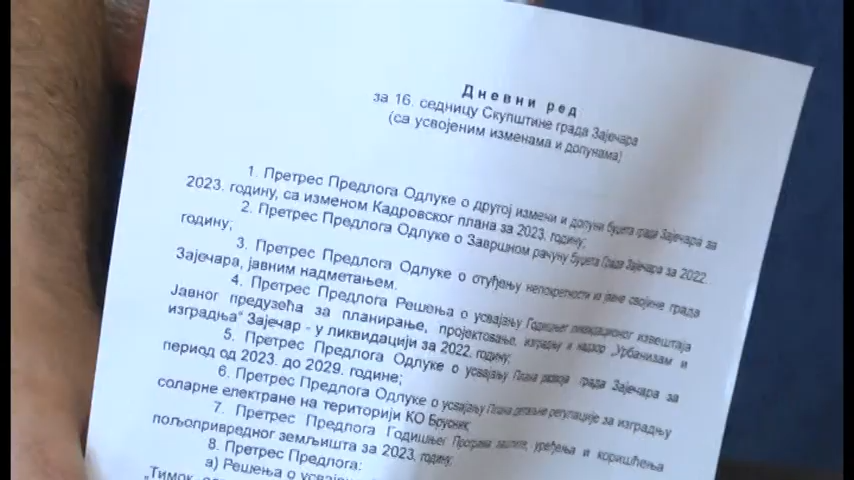 Дневни ред
за 16. седницу Скупштине града Зајечара
(са усвојеним изменама и допунама)
1. Претрес Предлога Одлуке о другој измени и допуни буџета града Зајечара за
2023. годину, са изменом Кадровског плана за 2023. годину;
2. Претрес Предлога Одлуке о Завршном рачуну буџета Града Зајечара за 2022.
годину;
3. Претрес Предлога Одлуке о отуђењу непокретности из јавне својине града
Зајечара, јавним надметањем.
4. Претрес Предлога Решења о усвајању Годишњег ликвидационог извештаја
Јавног предузећа за планирање, пројектовање, изградњу и надзор „Урбанизам и
изградња“ Зајечар - у ликвидацији за 2022. годину;
5. Претрес Предлога Одлуке о усвајању Плана развоја града Зајечара за
период од 2023. до 2029. године;
6. Претрес Предлога Одлуке о усвајању Плана детаљне регулације за изградњу
соларне електране на територији КО Брусник;
7. Претрес Предлога Годишњег Програма заштите, уређења и коришћења
пољопривредног земљишта за 2023. годину;
8. Претрес Предлога:
а) Решења о
„Тимок